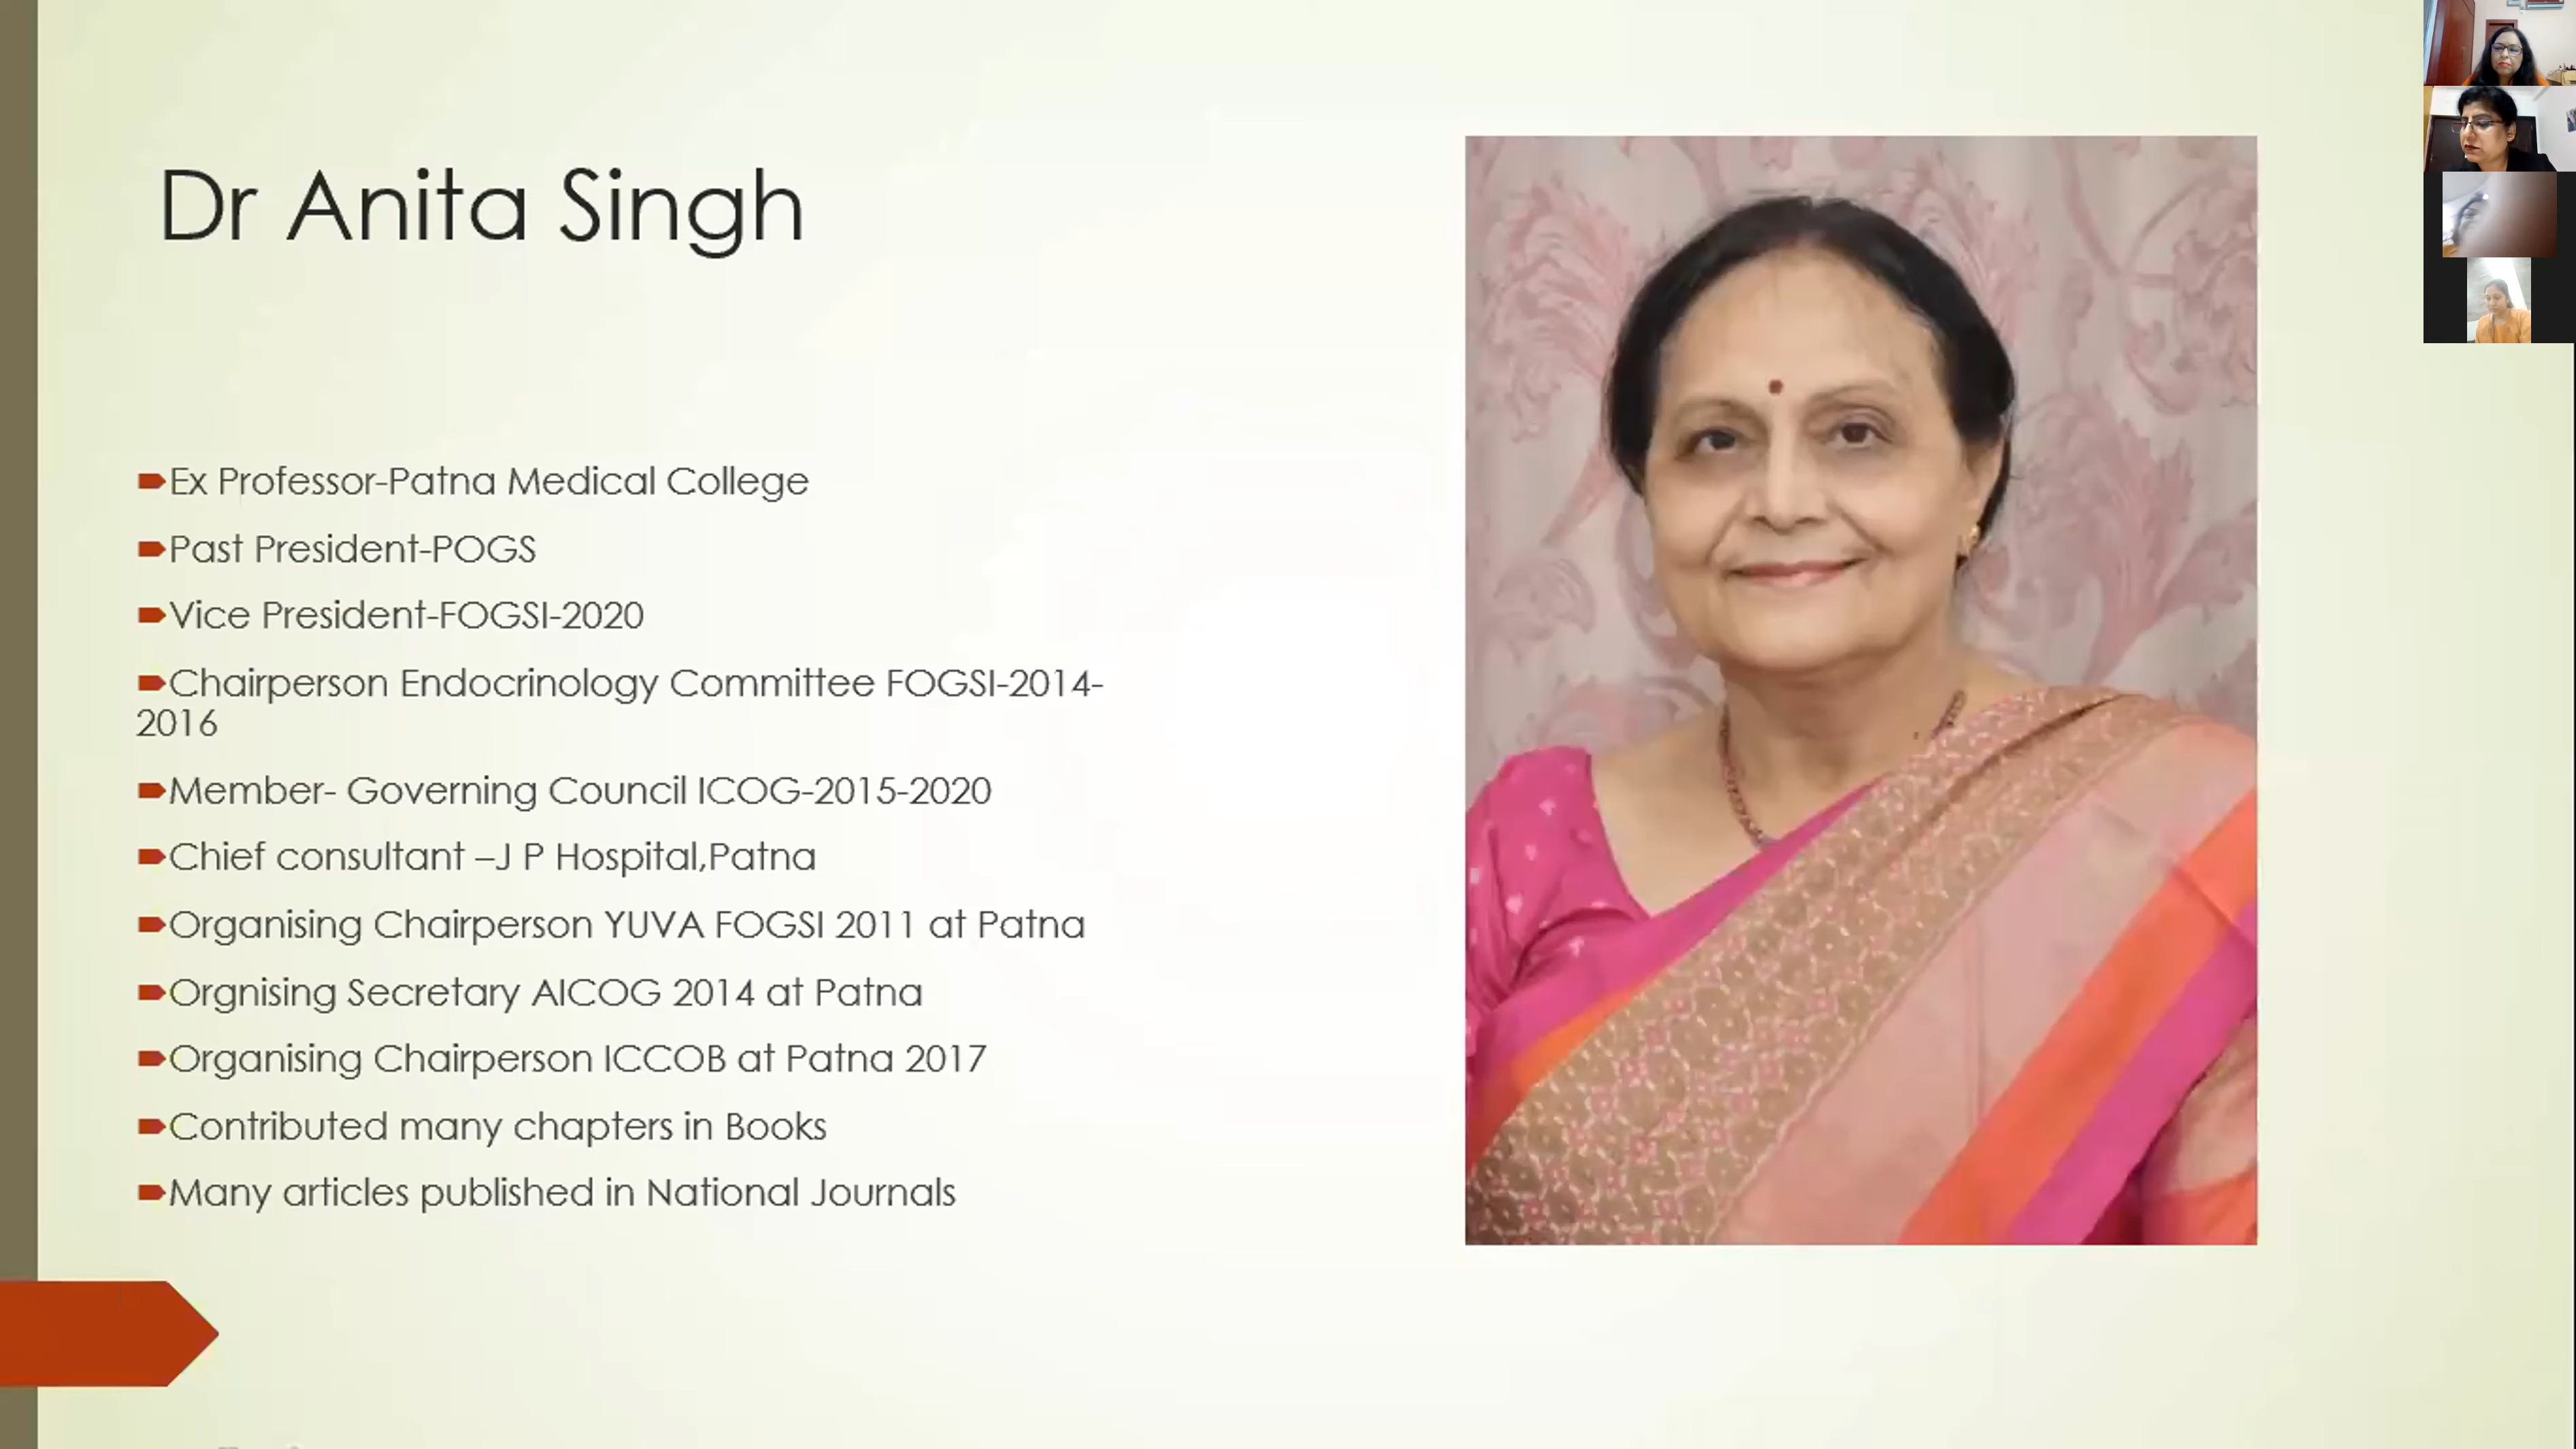 Dr Anita Singh
Ex Professor-Patna Medical College
Past President-POGS
Vice President-FOGSI-2020
Chairperson Endocrinology Committee FOGSI-2014-
2016
Member- Governing Council ICOG-2015-2020
Chief consultant –J P Hospital,Patna
Organising Chairperson YUVA FOGSI 2011 at Patna
Orgnising Secretary AICOG 2014 at Patna
Organising Chairperson ICCOB at Patna 2017
Contributed many chapters in Books
Many articles published in National Journals